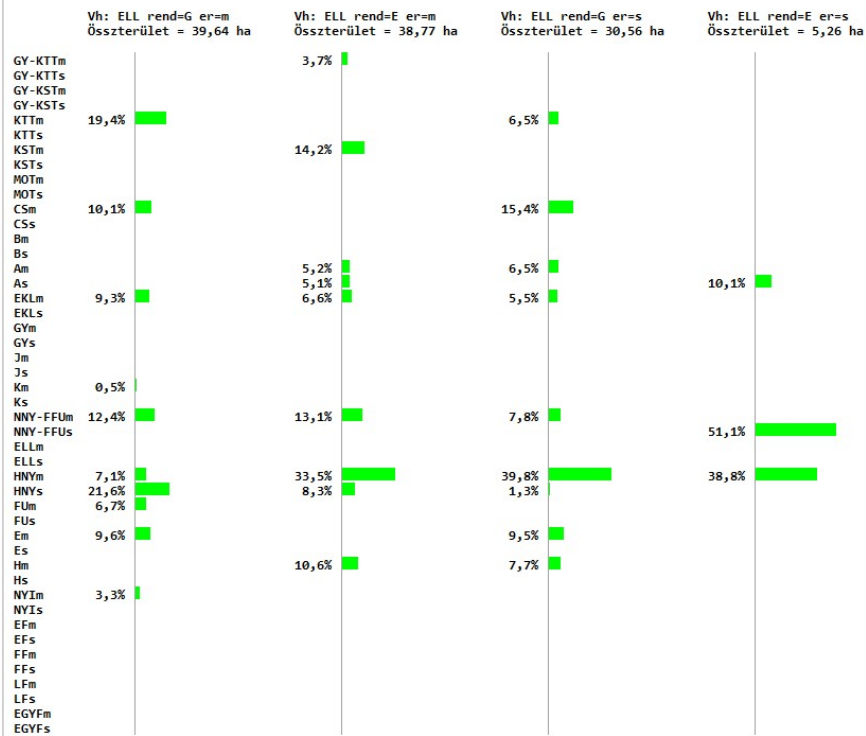 Vh: ELL rend=G er=m Vh: ELL rend=E er=m Vh: ELL rend=G er=s Vh: ELL rend=E er=s
Összterület = 39,64 ha Összterület = 38,77 ha Összterület = 30,56 ha Összterület = 5,26 ha
GY-KTTm 3,7%
GY-KTTs
GY-KSTm
GY-KSTs
KTTm 19,4% 6,5%
KTTs
KSTm 14,2%
KSTs
MOTm
MOTs
CSm 10,1% 15,4%
CSs
Bm
Bs
Am 5,2% 6,5%
As 5,1% 10,1%
EKLm 9,3% 6,6% 5,5%
EKLs
GYm
GYs
Jm
Js
Km 0,5%
Ks
NNY-FFUm 12,4% 13,1% 7,8%
NNY-FFUs 51,1%
ELLm
ELLs
HNYm 7,1% 33,5% 39,8% 38,8%
HNYs 21,6% 8,3% 1,3%
FUm 6,7%
FUs
Em 9,6% 9,5%
Es
Hm 10,6% 7,7%
Hs
NYIm 3,3%
NYIs
EFm
EFs
FFm
FFs
LFm
LFs
EGYFm
EGYFs